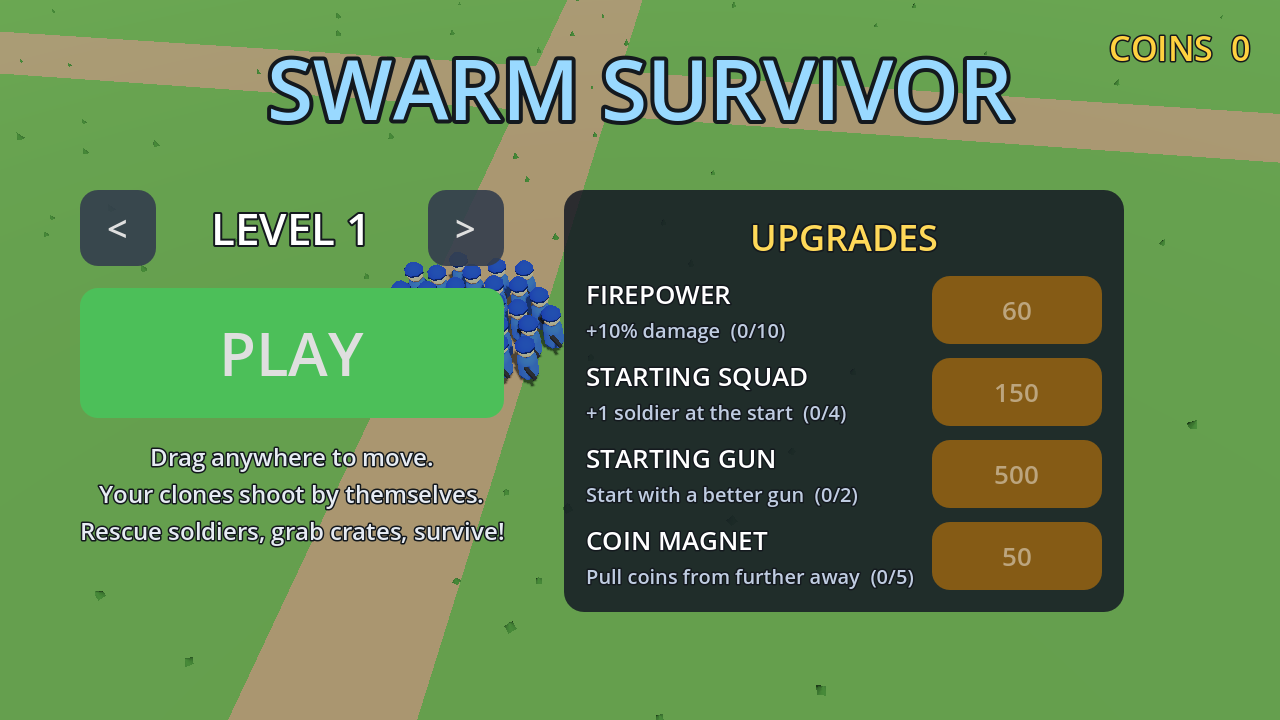 COINS 0
SWARM SURVIVOR
< LEVEL 1 >
PLAY
Drag anywhere to move.
Your clones shoot by themselves.
Rescue soldiers, grab crates, survive!
UPGRADES
FIREPOWER
+10% damage (0/10)
60
STARTING SQUAD
+1 soldier at the start (0/4)
150
STARTING GUN
Start with a better gun (0/2)
500
COIN MAGNET
Pull coins from further away (0/5)
50